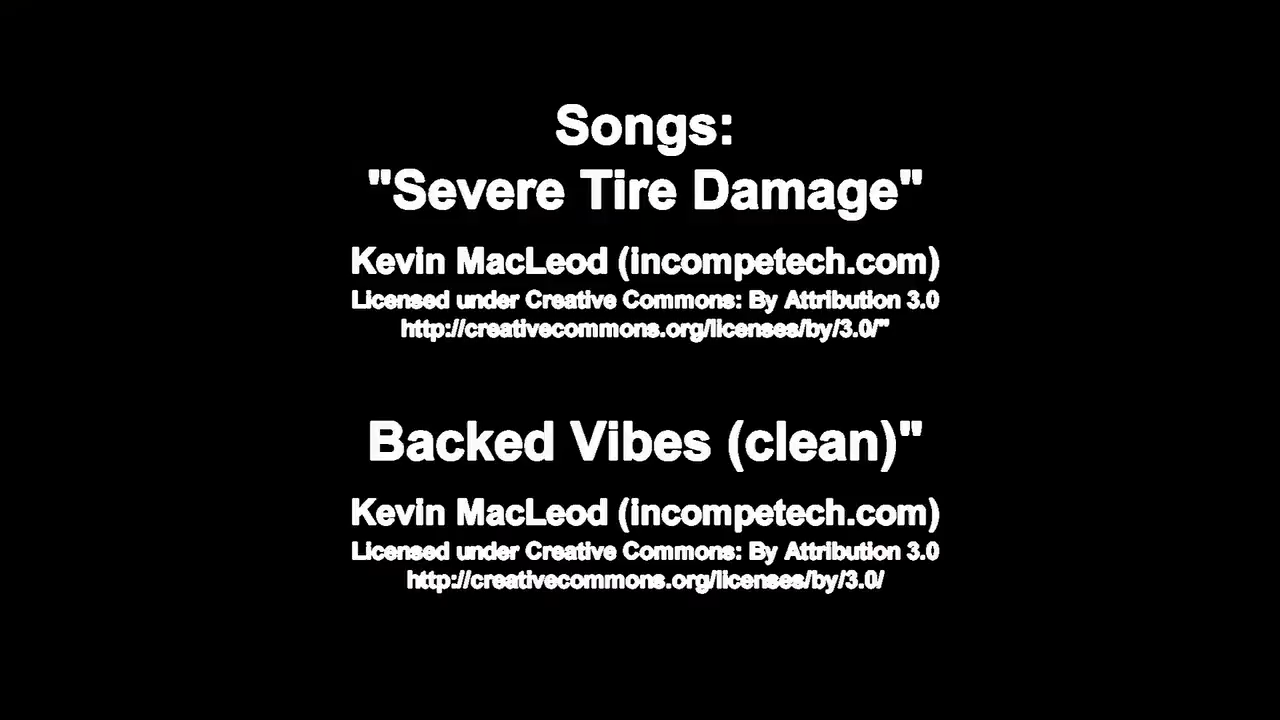 Songs:
"Severe Tire Damage"
Kevin MacLeod (incompetech.com)
Licensed under Creative Commons: By Attribution 3.0
http://creativecommons.org/licenses/by/3.0/"
Backed Vibes (clean)"
Kevin MacLeod (incompetech.com)
Licensed under Creative Commons: By Attribution 3.0
http://creativecommons.org/licenses/by/3.0/